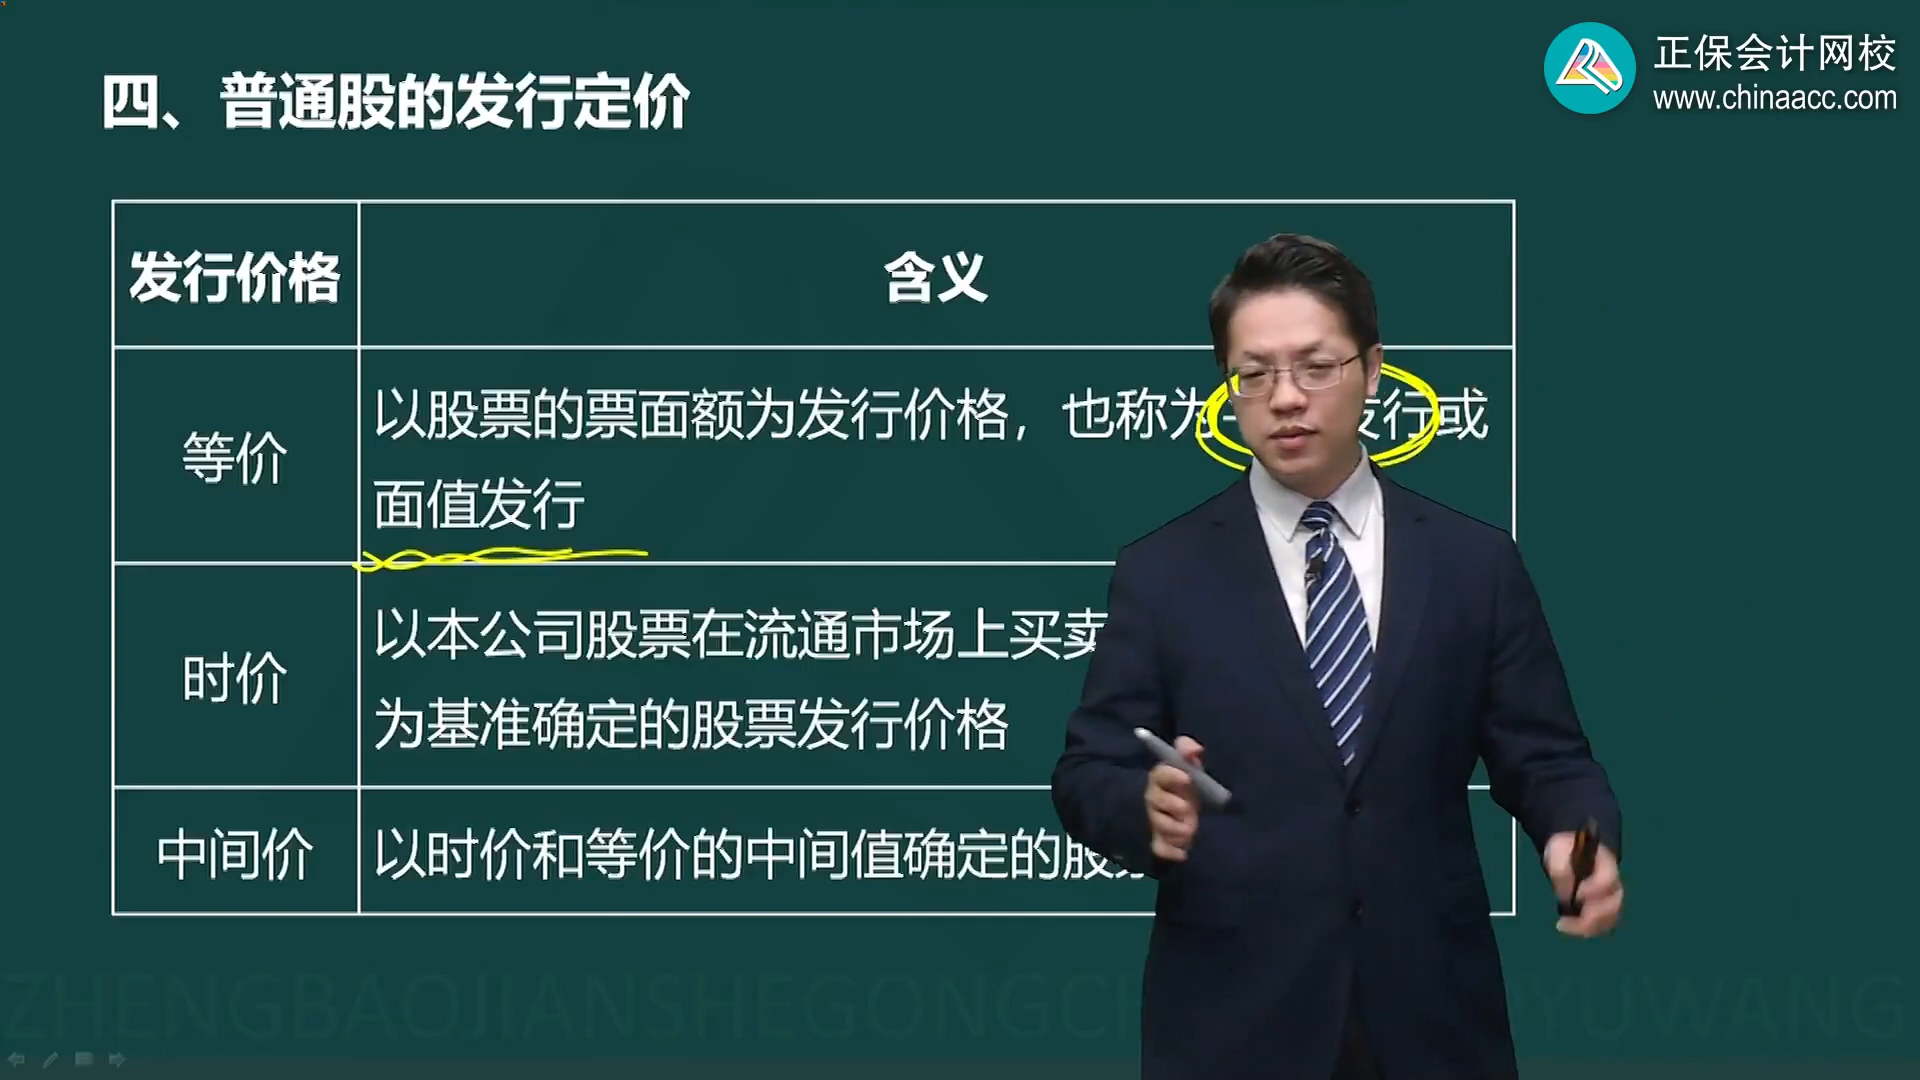 正保会计网校
www.chinaacc.com
四、普通股的发行定价
发行价格
含义
等价
以股票的票面额为发行价格，也称为 发行或
面值发行
时价
以本公司股票在流通市场上买卖
为基准确定的股票发行价格
中间价
以时价和等价的中间值确定的股
ZHENGBAOJIANSHEGONGCH YUWANG